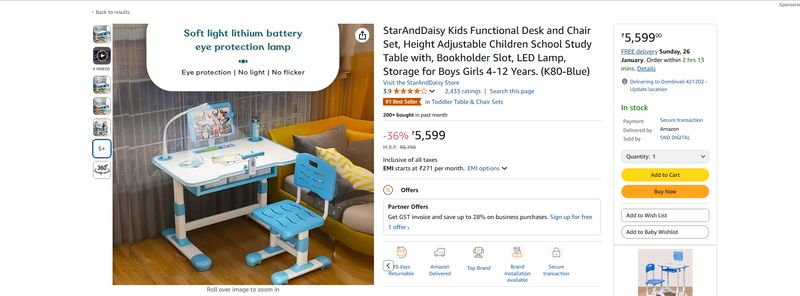 Sponsore
‹ Back to results
Soft light lithium battery
eye protection lamp
Eye protection | No light | No flicker
4 VIDEOS
5+
360°
Roll over image to zoom in
StarAndDaisy Kids Functional Desk and Chair
Set, Height Adjustable Children School Study
Table with, Bookholder Slot, LED Lamp,
Storage for Boys Girls 4-12 Years. (K80-Blue)
Visit the StarAndDaisy Store
3.9 2,433 ratings | Search this page
#1 Best Seller in Toddler Table & Chair Sets
200+ bought in past month
-36% ₹5,599
M.R.P.: ₹8,799
Inclusive of all taxes
EMI starts at ₹271 per month. EMI options
Offers
Partner Offers
Get GST invoice and save up to 28% on business purchases. Sign up for free
1 offer ›
0 days Returnable
Amazon Delivered
Top Brand
Brand Installation available
Secure transaction
₹5,599.00
FREE delivery Sunday, 26
January. Order within 2 hrs 13
mins. Details
Delivering to Dombivali 421202 -
Update location
In stock
Payment Secure transaction
Delivered by Amazon
Sold by SND DIGITAL
Quantity: 1
Add to Cart
Buy Now
Add to Wish List
Add to Baby Wishlist